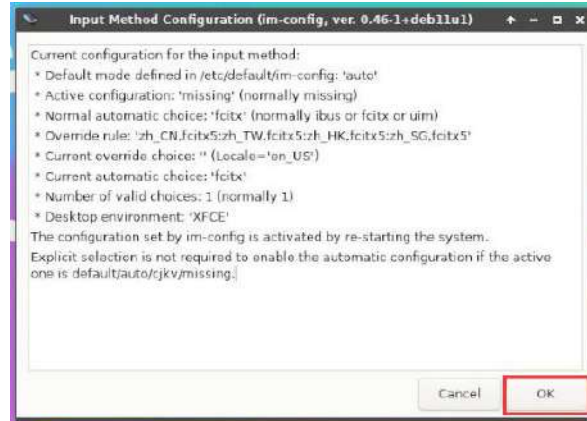 Input Method Configuration (im-config, ver. 0.46-1+deb11u1)
Current configuration for the input method:
* Default mode defined in /etc/default/im-config: 'auto'
* Active configuration: 'missing' (normally missing)
* Normal automatic choice: 'fcitx' (normally ibus or fcitx or uim)
* Override rule: 'zh_CN,fcitx5:zh_TW,fcitx5:zh_HK,fcitx5:zh_SG,fcitx5'
* Current override choice: '' (Locale='en_US')
* Current automatic choice: 'fcitx'
* Number of valid choices: 1 (normally 1)
* Desktop environment: 'XFCE'
The configuration set by im-config is activated by re-starting the system.
Explicit selection is not required to enable the automatic configuration if the active
one is default/auto/cjkv/missing.
Cancel OK